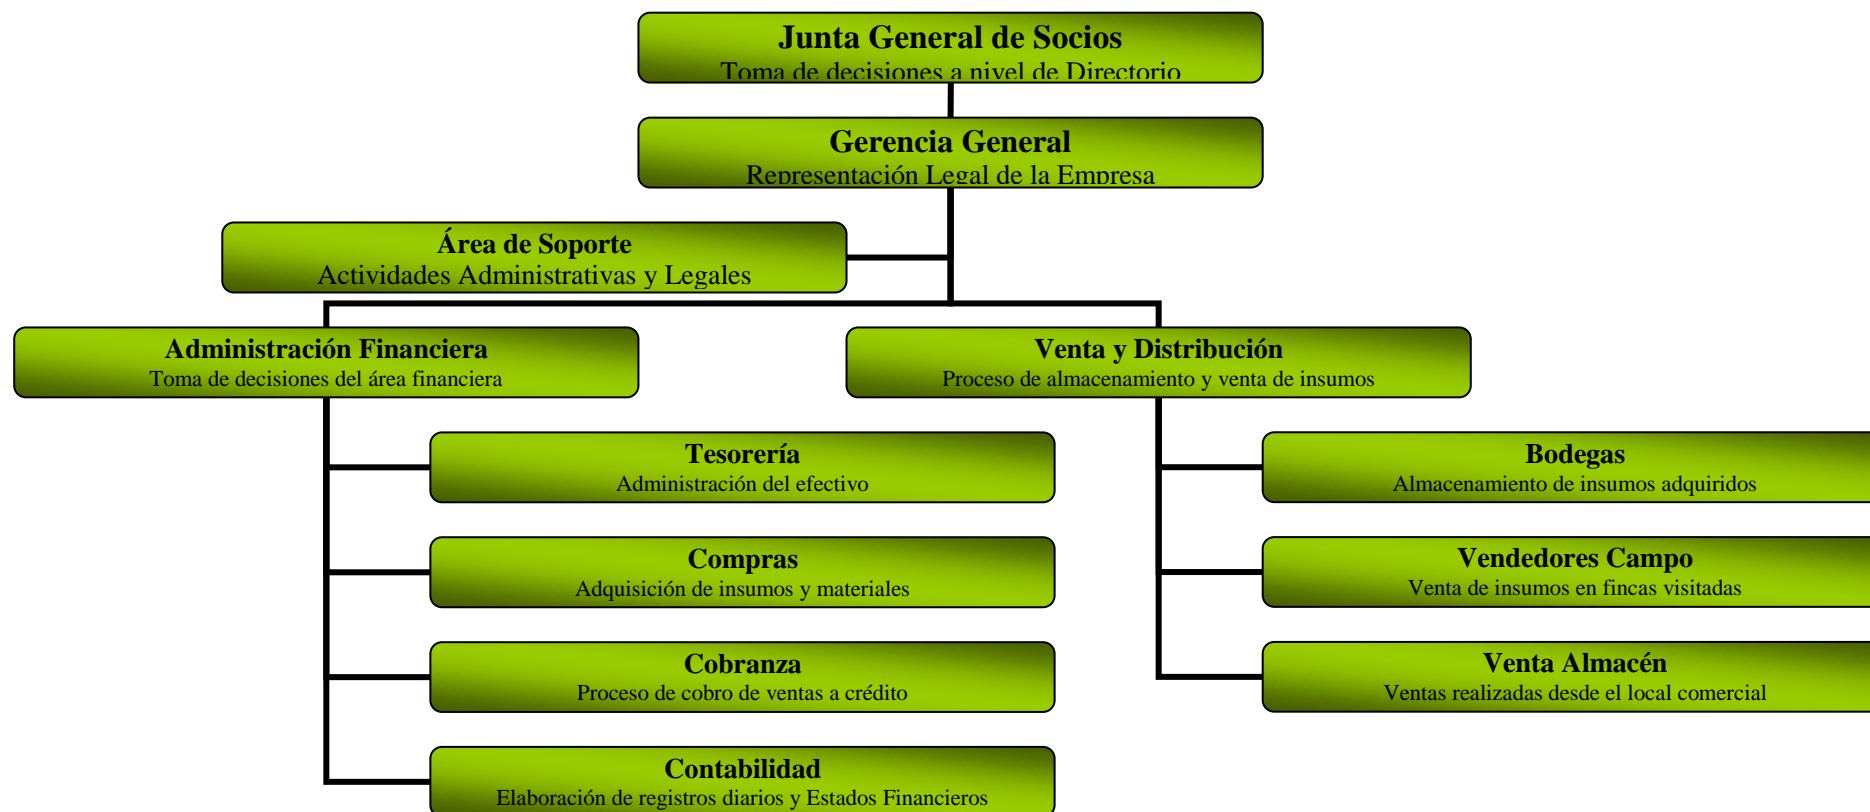 Junta General de Socios
Toma de decisiones a nivel de Directorio
Gerencia General
Representación Legal de la Empresa
Área de Soporte
Actividades Administrativas y Legales
Administración Financiera
Toma de decisiones del área financiera
Venta y Distribución
Proceso de almacenamiento y venta de insumos
Tesorería
Administración del efectivo
Bodegas
Almacenamiento de insumos adquiridos
Compras
Adquisición de insumos y materiales
Vendedores Campo
Venta de insumos en fincas visitadas
Cobranza
Proceso de cobro de ventas a crédito
Venta Almacén
Ventas realizadas desde el local comercial
Contabilidad
Elaboración de registros diarios y Estados Financieros